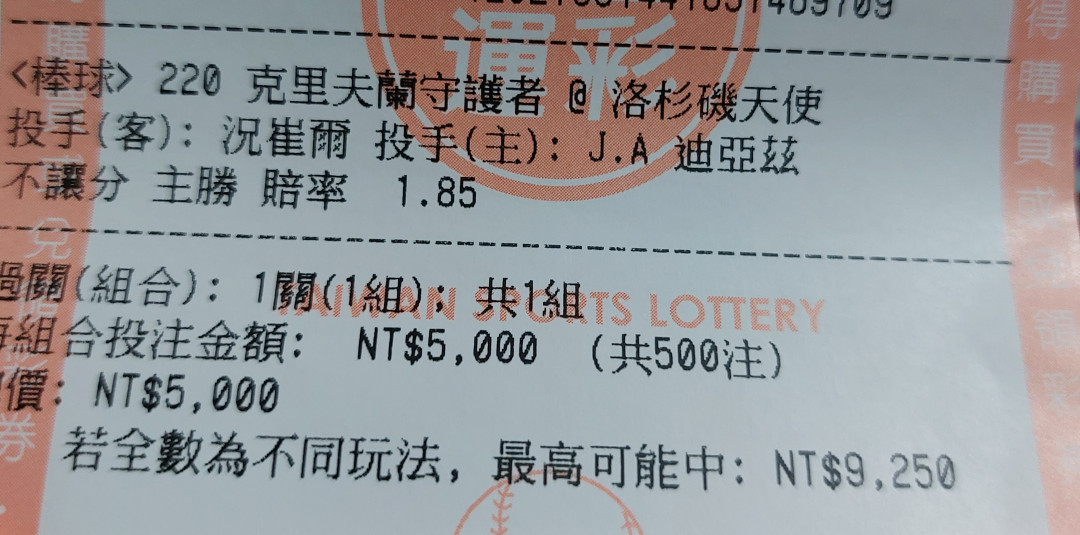 運彩
<棒球> 220 克里夫蘭守護者 @ 洛杉磯天使
投手(客): 況崔爾 投手(主): J.A 迪亞茲
不讓分 主勝 賠率 1.85
過關(組合): 1關(1組); 共1組
TAIWAN SPORTS LOTTERY
每組合投注金額: NT$5,000 (共500注)
價: NT$5,000
若全數為不同玩法, 最高可能中: NT$9,250